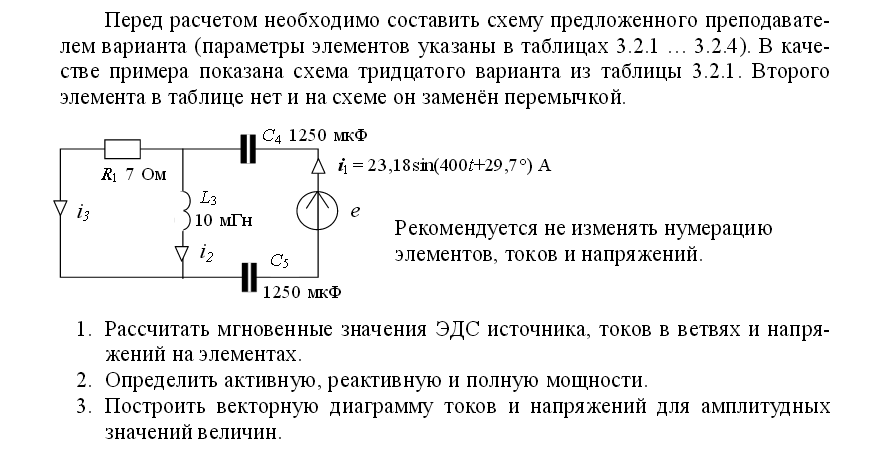 Перед расчетом необходимо составить схему предложенного преподавате-
лем варианта (параметры элементов указаны в таблицах 3.2.1 … 3.2.4). В каче-
стве примера показана схема тридцатого варианта из таблицы 3.2.1. Второго
элемента в таблице нет и на схеме он заменён перемычкой.
C4 1250 мкФ
R1 7 Ом
i1 = 23,18sin(400t+29,7°) А
L3
10 мГн
i3
e
i2
C5
1250 мкФ
Рекомендуется не изменять нумерацию
элементов, токов и напряжений.
1. Рассчитать мгновенные значения ЭДС источника, токов в ветвях и напря-
жений на элементах.
2. Определить активную, реактивную и полную мощности.
3. Построить векторную диаграмму токов и напряжений для амплитудных
значений величин.